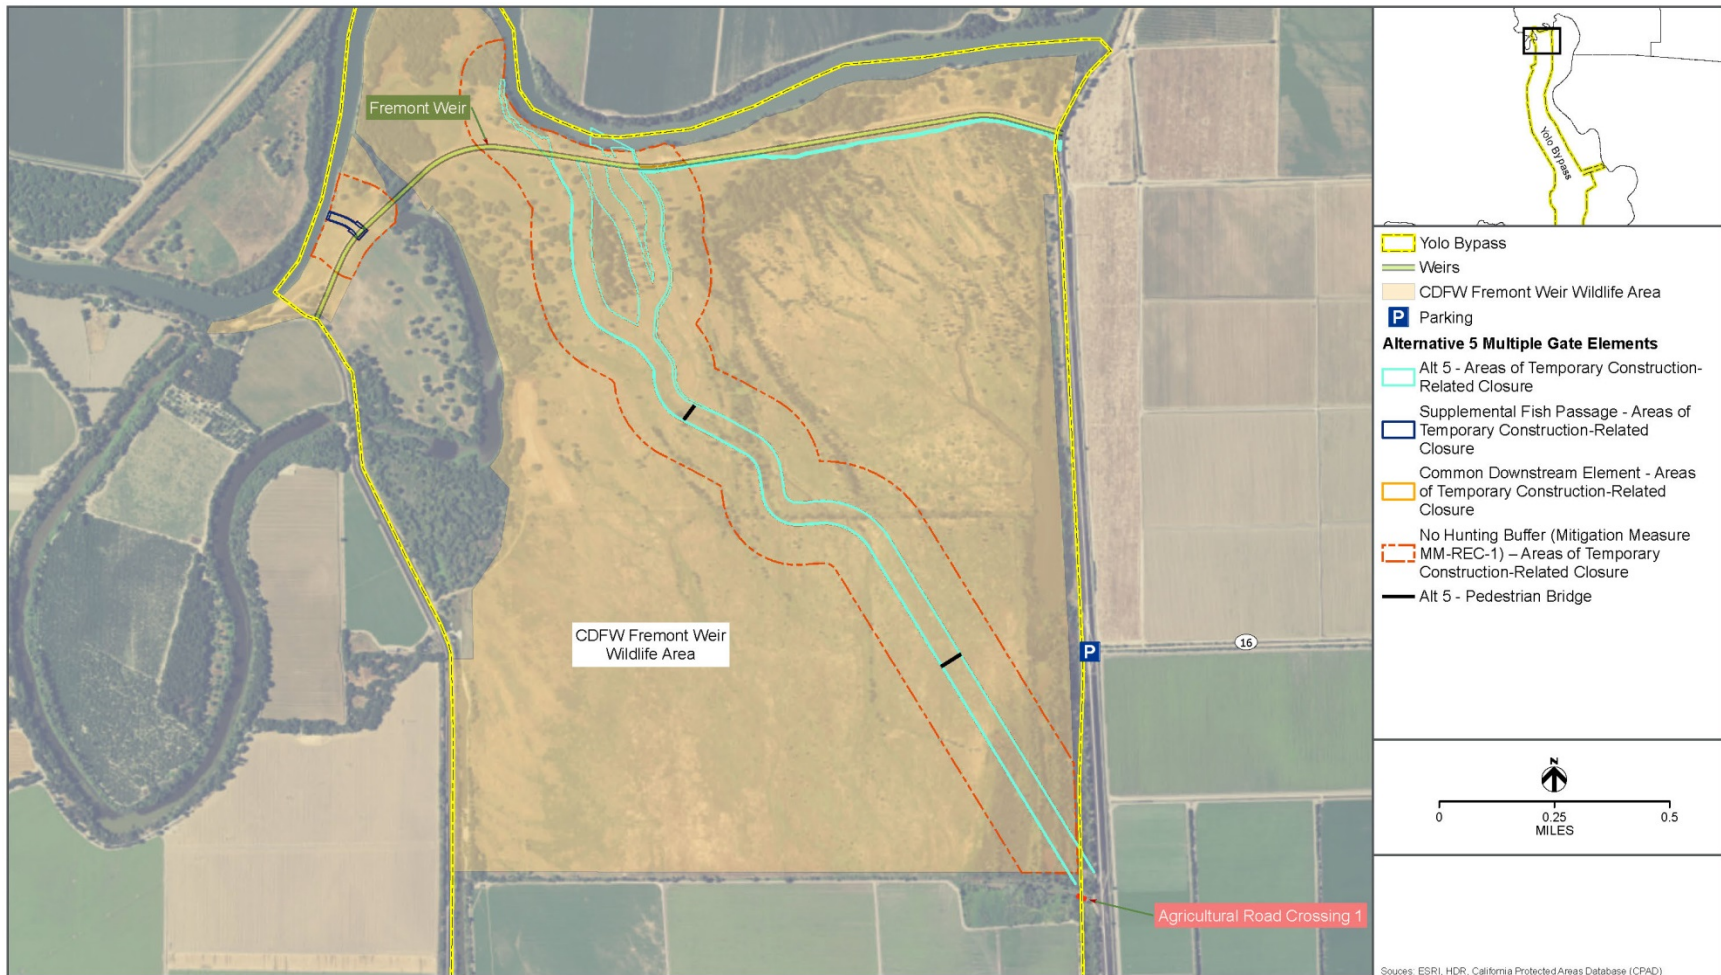 Fremont Weir
CDFW Fremont Weir
Wildlife Area
16
P
Agricultural Road Crossing 1
Yolo Bypass
Yolo Bypass
Weirs
CDFW Fremont Weir Wildlife Area
P Parking
Alternative 5 Multiple Gate Elements
Alt 5 - Areas of Temporary Construction-
Related Closure
Supplemental Fish Passage - Areas of
Temporary Construction-Related
Closure
Common Downstream Element - Areas
of Temporary Construction-Related
Closure
No Hunting Buffer (Mitigation Measure
MM-REC-1) – Areas of Temporary
Construction-Related Closure
Alt 5 - Pedestrian Bridge
N
0 0.25 0.5
MILES
Souces: ESRI, HDR, California Protected Areas Database (CPAD)